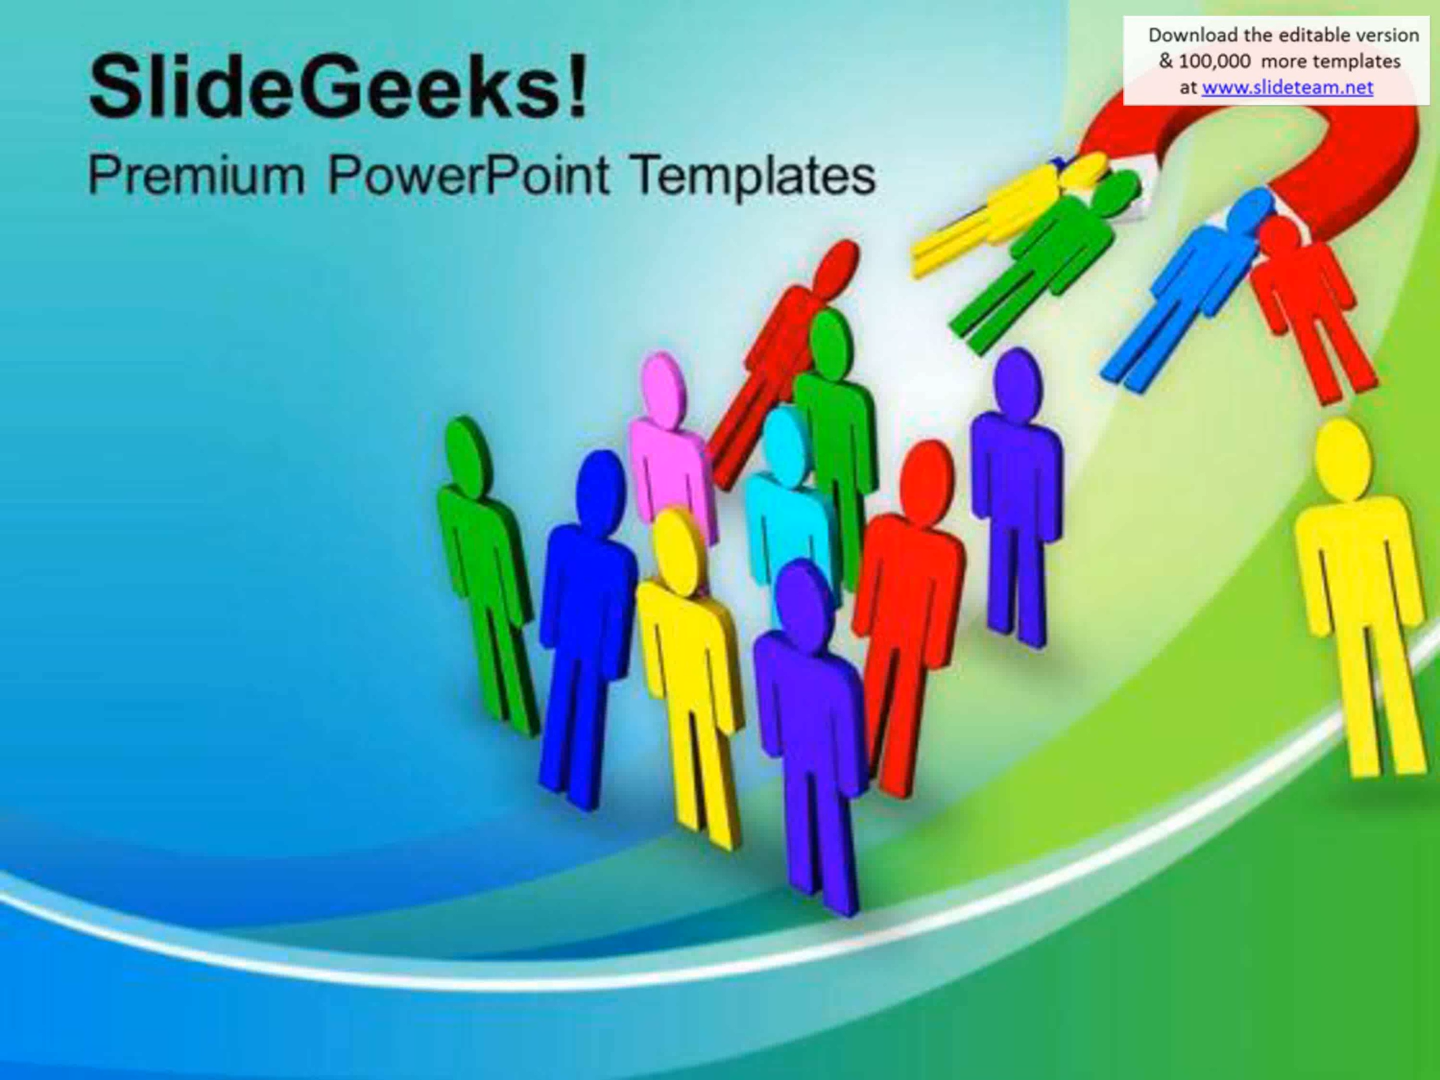 SlideGeeks!
Premium PowerPoint Templates
Download the editable version
& 100,000 more templates
at www.slideteam.net